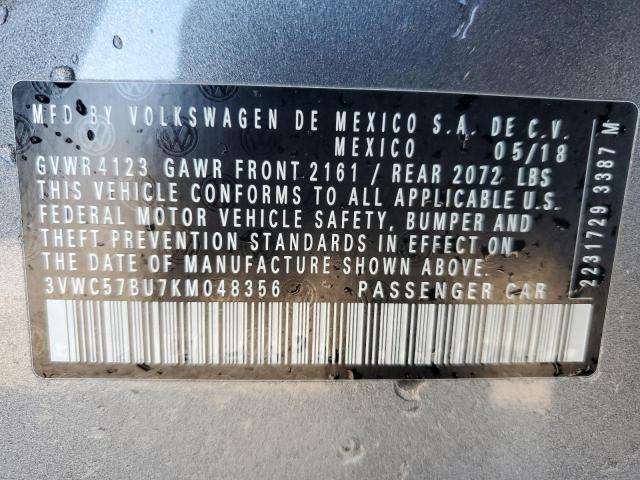 MFD BY VOLKSWAGEN DE MEXICO S.A. DE C.V.
MEXICO 05/18
GVWR 4123 GAWR FRONT 2161 / REAR 2072 LBS
THIS VEHICLE CONFORMS TO ALL APPLICABLE U.S.
FEDERAL MOTOR VEHICLE SAFETY, BUMPER AND
THEFT PREVENTION STANDARDS IN EFFECT ON
THE DATE OF MANUFACTURE SHOWN ABOVE.
3VWC57BU7KM048356 PASSENGER CAR
2231729 3387 M